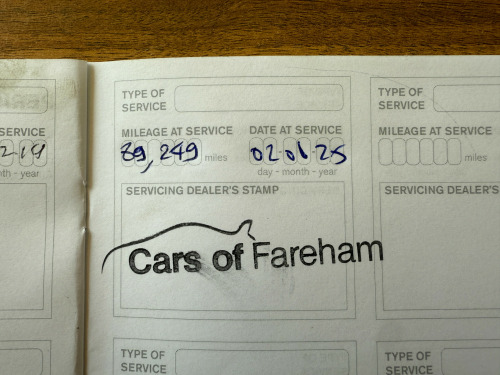 TYPE OF
SERVICE
MILEAGE AT SERVICE
89,249 miles
DATE AT SERVICE
02 01 25
day - month - year
SERVICING DEALER'S STAMP
Cars of Fareham
TYPE OF
SERVICE
MILEAGE AT SERVICE
miles
SERVICING DEALER'S
TYPE OF
SERVICE
TYPE OF
SERVICE
SERVICE
year